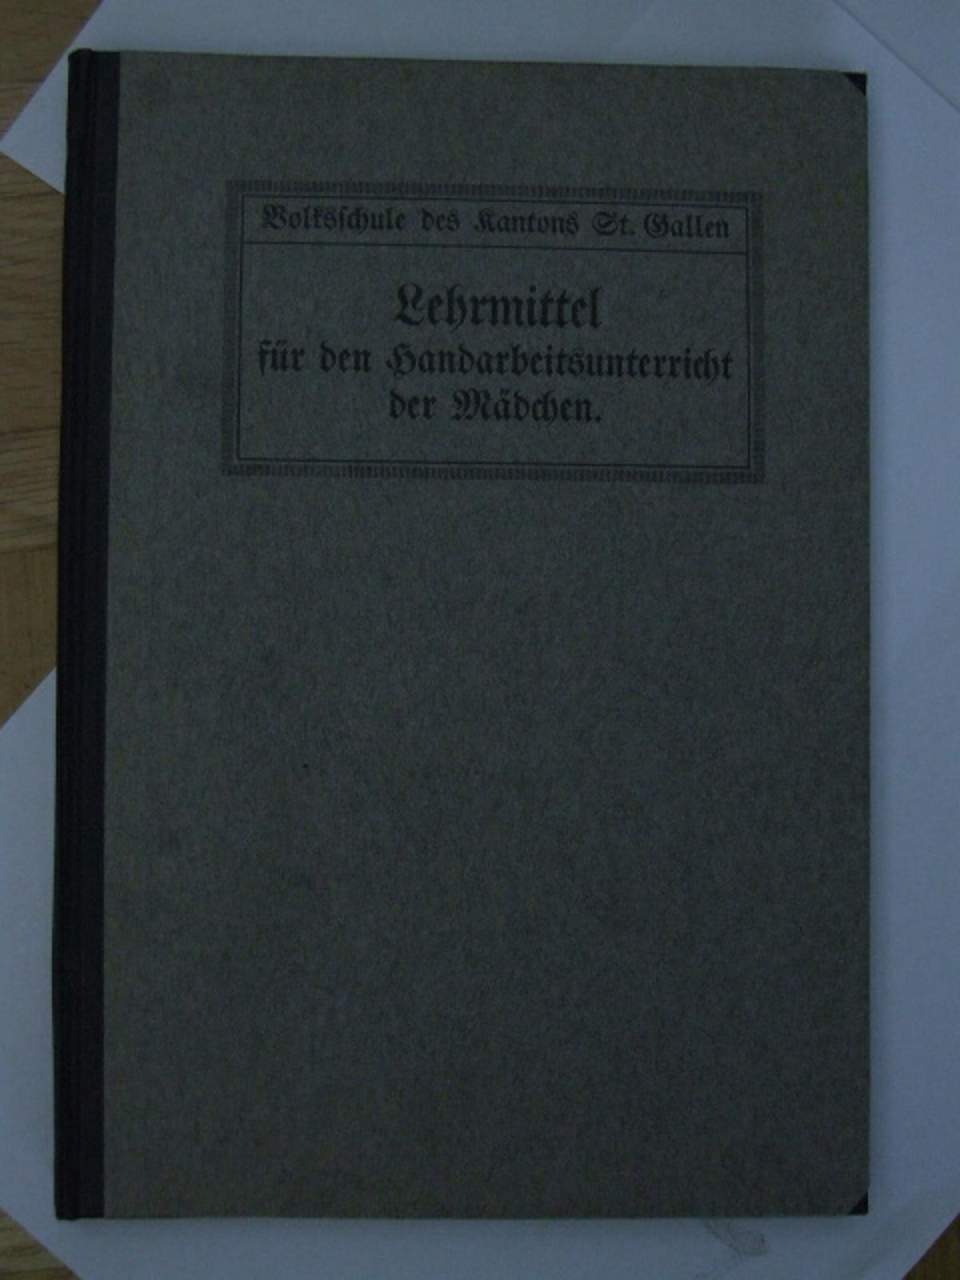 Volksschule des Kantons St. Gallen
Lehrmittel
für den Handarbeitsunterricht
der Mädchen.